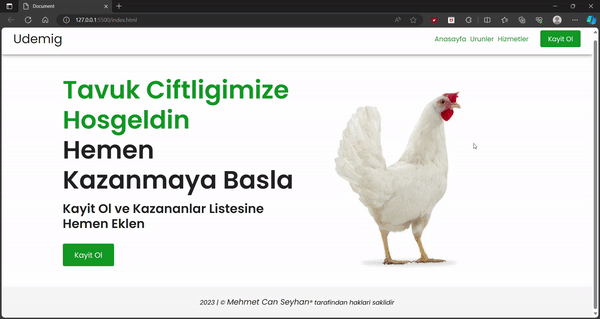 Document
127.0.0.1:5500/index.html
Udemig
Anasayfa Urunler Hizmetler
Kayit Ol
Tavuk Ciftligimize
Hosgeldin
Hemen
Kazanmaya Basla
Kayit Ol ve Kazananlar Listesine
Hemen Eklen
Kayit Ol
2023 | © Mehmet Can Seyhan® tarafindan haklari saklidir